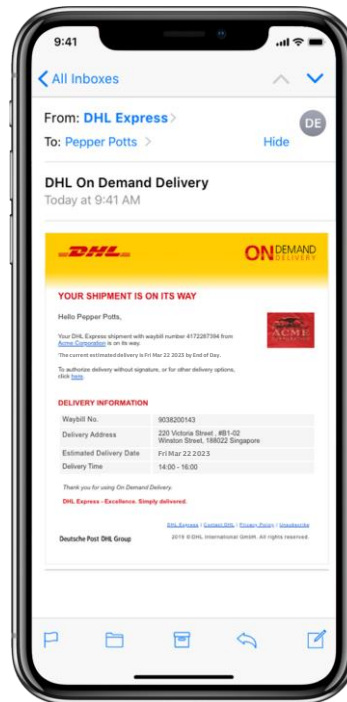 9:41
All Inboxes
From: DHL Express
DE
To: Pepper Potts
Hide
DHL On Demand Delivery
Today at 9:41 AM
DHL
ON DEMAND
DELIVERY
YOUR SHIPMENT IS ON ITS WAY
Hello Pepper Potts,
ACME
Your DHL Express shipment with waybill number 4172287394 from
Acme Corporation is on its way.
The current estimated delivery is Fri Mar 22 2023 by End of Day.
To authorize delivery without signature, or for other delivery options,
click here.
DELIVERY INFORMATION
Waybill No. 9038200143
Delivery Address 220 Victoria Street . #B1-02
Winston Street, 188022 Singapore
Estimated Delivery Date Fri Mar 22 2023
Delivery Time 14:00 - 16.00
Thank you for using On Demand Delivery.
DHL Express - Excellence. Simply delivered.
DHL Express | Contact DHL | Privacy Policy | Unsubscribe
Deutsche Post DHL Group 2019 © DHL International GmbH. All rights reserved.